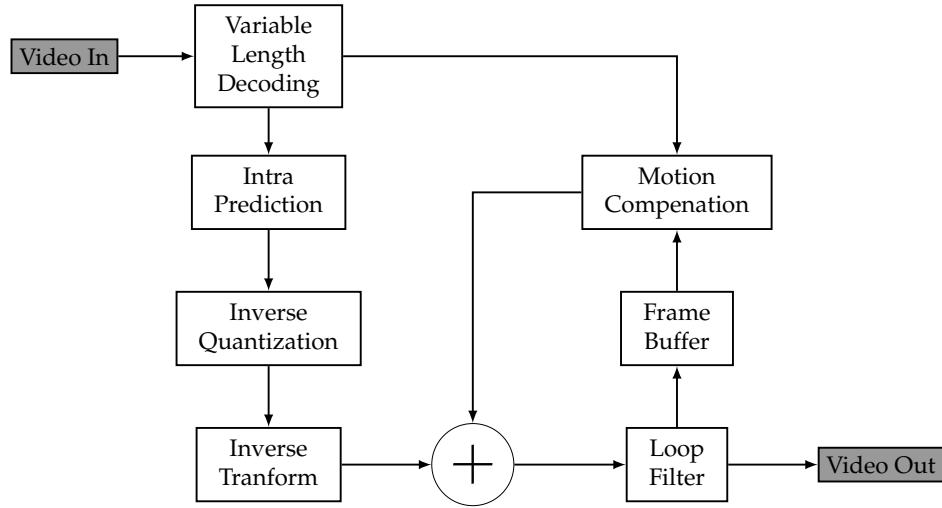 Video In
Variable
Length
Decoding
Intra
Prediction
Motion
Compenation
Inverse
Quantization
Frame
Buffer
Inverse
Tranform
+
Loop
Filter
Video Out